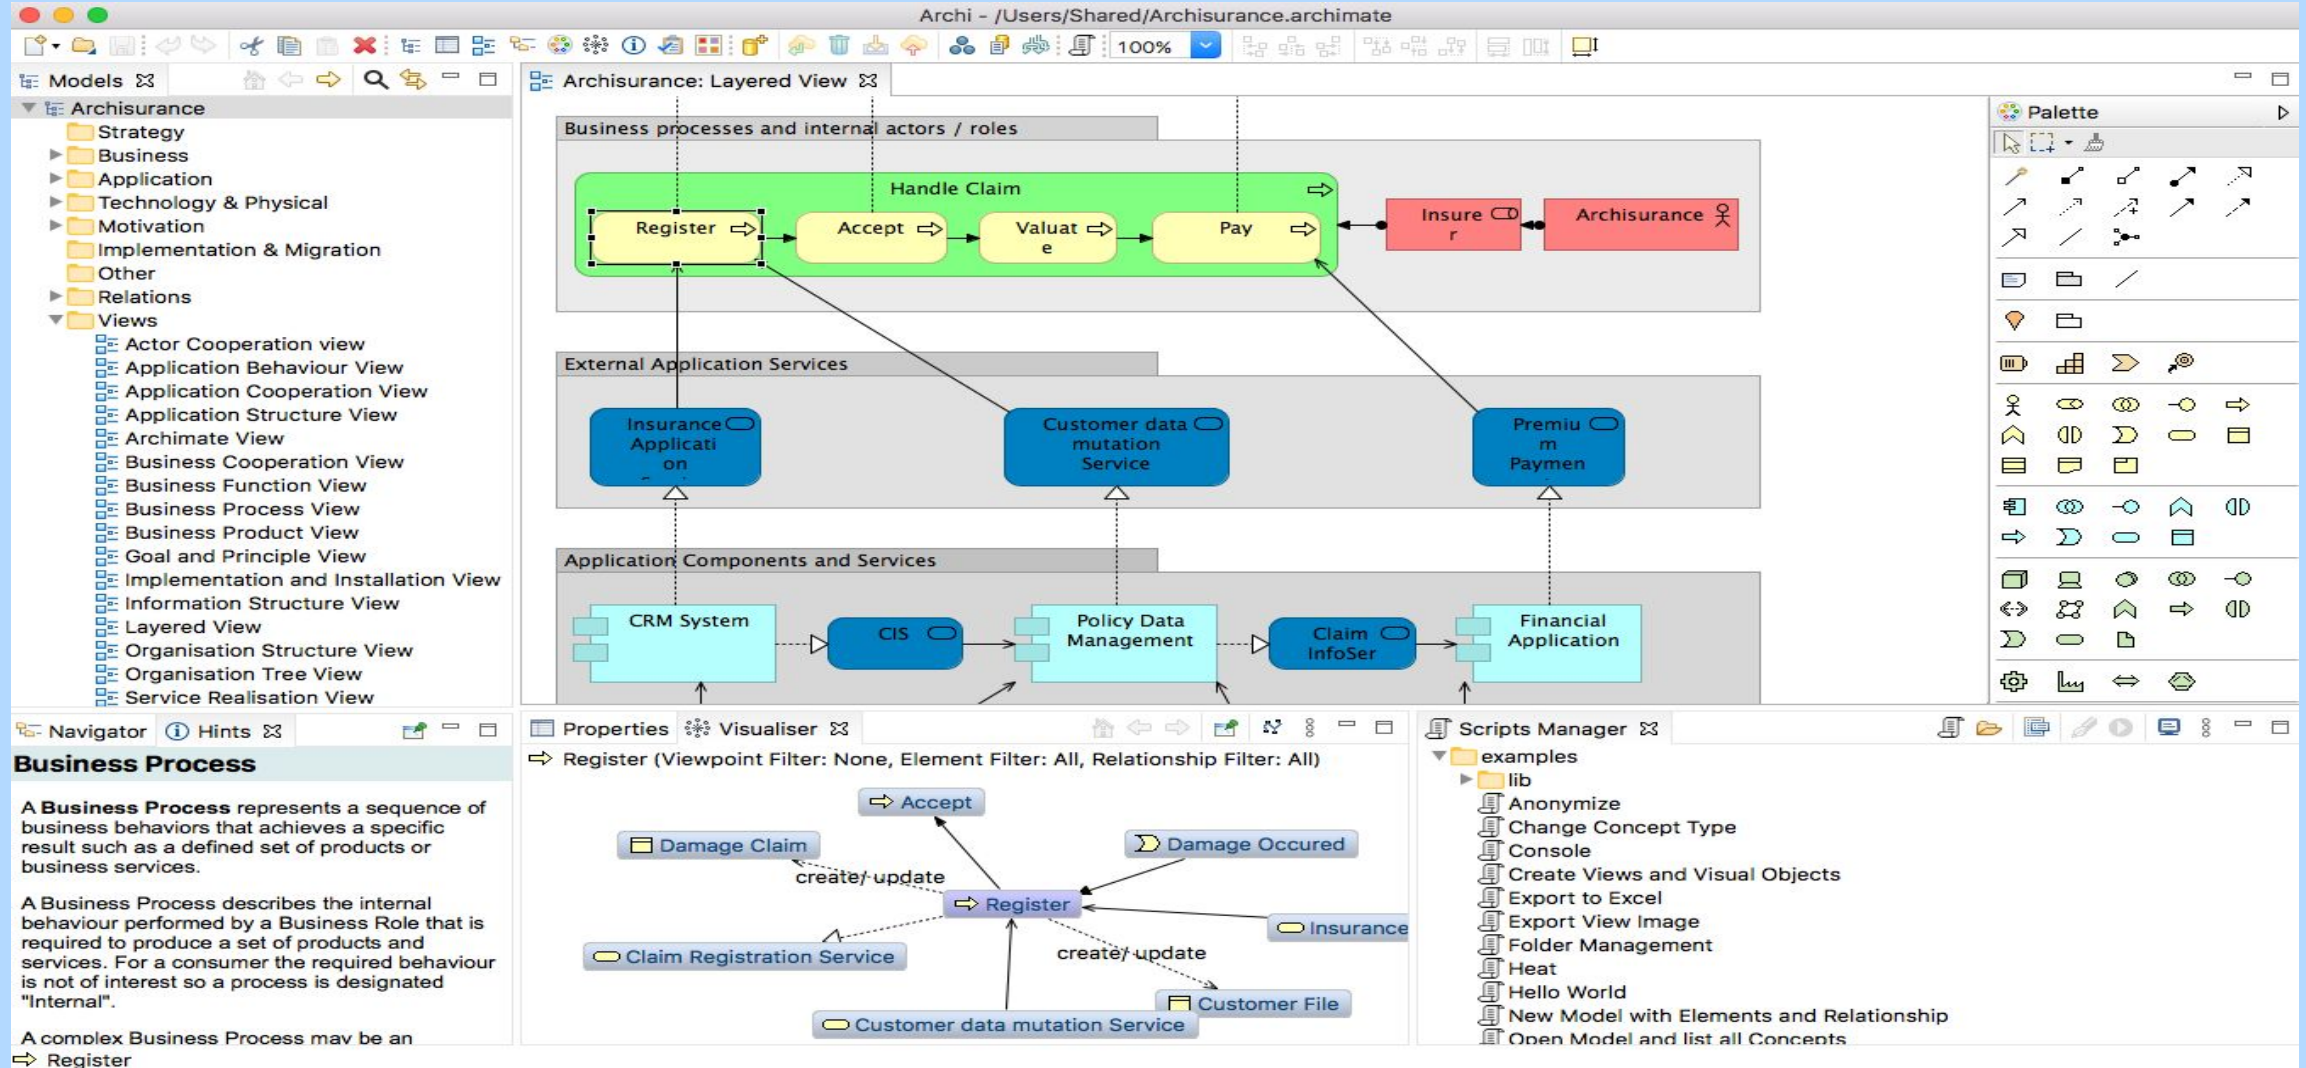 Archi - /Users/Shared/Archisurance.archimate
100%
Models
Archisurance
Strategy
Business
Application
Technology & Physical
Motivation
Implementation & Migration
Other
Relations
Views
Actor Cooperation view
Application Behaviour View
Application Cooperation View
Application Structure View
Archimate View
Business Cooperation View
Business Function View
Business Process View
Business Product View
Goal and Principle View
Implementation and Installation View
Information Structure View
Layered View
Organisation Structure View
Organisation Tree View
Service Realisation View
Archisurance: Layered View
Business processes and internal actors / roles
Handle Claim
Register
Accept
Valuat
e
Pay
Insure
r
Archisurance
External Application Services
Insurance
Applicati
on
Customer data
mutation
Service
Premiu
m
Paymen
Application Components and Services
CRM System
CIS
Policy Data
Management
Claim
InfoSer
Financial
Application
Palette
Navigator
Hints
Business Process
A Business Process represents a sequence of
business behaviors that achieves a specific
result such as a defined set of products or
business services.
A Business Process describes the internal
behaviour performed by a Business Role that is
required to produce a set of products and
services. For a consumer the required behaviour
is not of interest so a process is designated
"Internal".
A complex Business Process may be an
Register
Properties
Visualiser
Register (Viewpoint Filter: None, Element Filter: All, Relationship Filter: All)
Accept
Damage Claim
Damage Occured
create/ update
Register
Insurance
Claim Registration Service
create/ update
Customer File
Customer data mutation Service
Scripts Manager
examples
lib
Anonymize
Change Concept Type
Console
Create Views and Visual Objects
Export to Excel
Export View Image
Folder Management
Heat
Hello World
New Model with Elements and Relationship
Open Model and list all Concepts